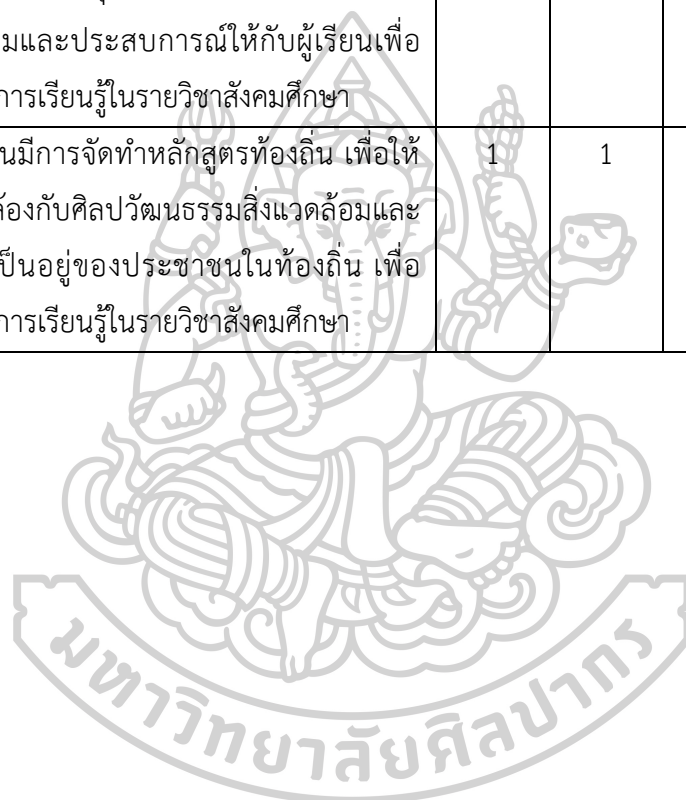 มและประสบการณ์ให้กับผู้เรียนเพื่อ
การเรียนรู้ในรายวิชาสังคมศึกษา
นมีการจัดทำหลักสูตรท้องถิ่น เพื่อให้ 1 1
ล้องกับศิลปวัฒนธรรมสิ่งแวดล้อมและ
เป็นอยู่ของประชาชนในท้องถิ่น เพื่อ
การเรียนรู้ในรายวิชาสังคมศึกษา
มหาวิทยาลัยศิลปากร